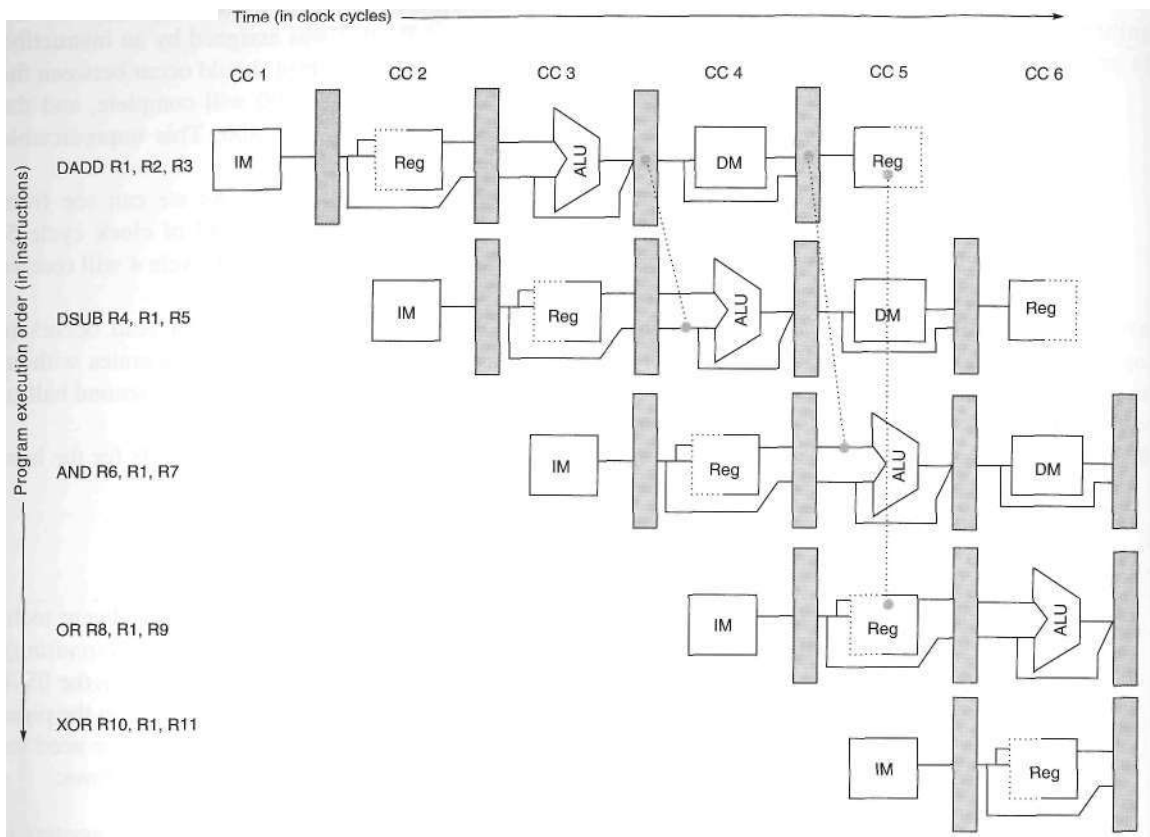 Time (in clock cycles)
CC 1 CC 2 CC 3 CC 4 CC 5 CC 6
Program execution order (in instructions)
DADD R1, R2, R3
IM Reg ALU DM Reg
DSUB R4, R1, R5
IM Reg ALU DM Reg
AND R6, R1, R7
IM Reg ALU DM
OR R8, R1, R9
IM Reg ALU
XOR R10, R1, R11
IM Reg